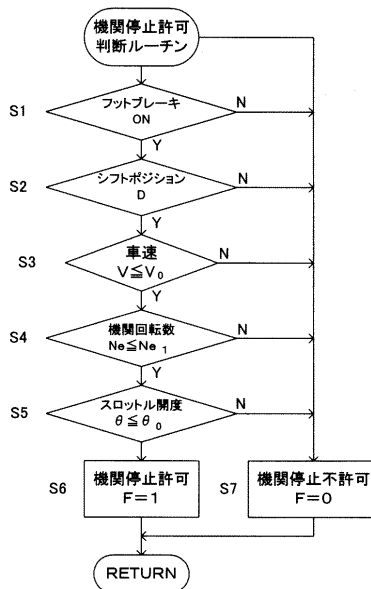 機関停止許可
判断ルーチン
S1
フットブレーキ
ON
N
Y
S2
シフトポジション
D
N
Y
S3
車速
V≦V₀
N
Y
S4
機関回転数
Ne≦Ne₁
N
Y
S5
スロットル開度
θ≦θ₀
N
Y
S6
機関停止許可
F=1
S7
機関停止不許可
F=0
RETURN